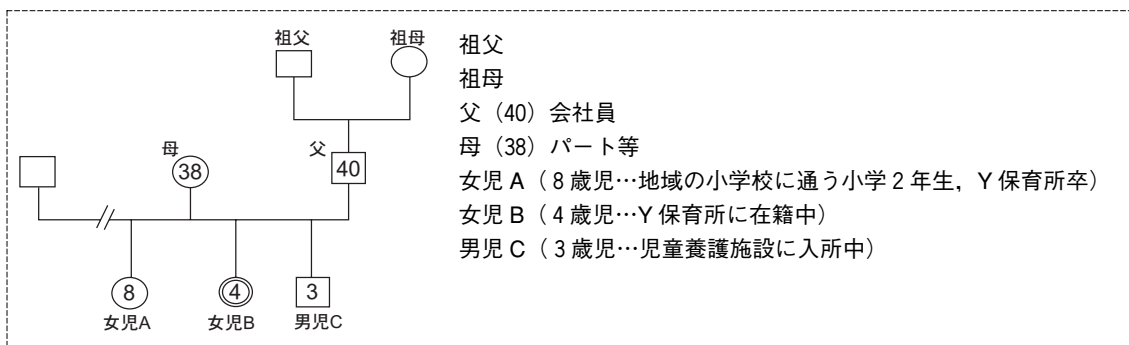 祖父 祖母
母 父
38 40
8 4 3
女児A 女児B 男児C
祖父
祖母
父（40）会社員
母（38）パート等
女児 A（ 8 歳児…地域の小学校に通う小学 2 年生，Y 保育所卒）
女児 B（ 4 歳児…Y 保育所に在籍中）
男児 C（ 3 歳児…児童養護施設に入所中）